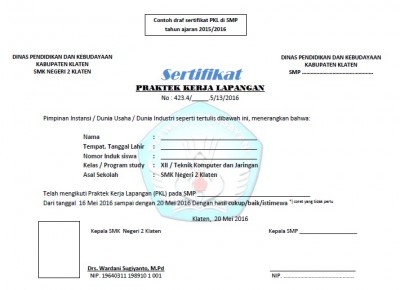 Contoh draf sertifikat PKL di SMP
tahun ajaran 2015/2016
DINAS PENDIDIKAN DAN KEBUDAYAAN
KABUPATEN KLATEN
SMK NEGERI 2 KLATEN
DINAS PENDIDIKAN DAN KEBUDAYAAN
KABUPATEN KLATEN
SMP ........................................
Sertifikat
PRAKTEK KERJA LAPANGAN
No : 423.4/_____.5/13/2016
Pimpinan Instansi / Dunia Usaha / Dunia Industri seperti tertulis dibawah ini, menerangkan bahwa:
Nama :
Tempat, Tanggal Lahir :
Nomor Induk siswa :
Kelas / Program studi : XII / Teknik Komputer dan Jaringan
Asal Sekolah : SMK Negeri 2 Klaten
Telah mengikuti Praktek Kerja Lapangan (PKL) pada SMP
Dari tanggal 16 Mei 2016 sampai dengan 20 Mei 2016 Dengan hasil cukup/baik/istimewa *) coret yang tidak perlu
Klaten, 20 Mei 2016
Kepala SMK Negeri 2 Klaten
Kepala SMP
Drs. Wardani Sugiyanto, M.Pd
NIP. 19640311 198910 1 001
NIP.